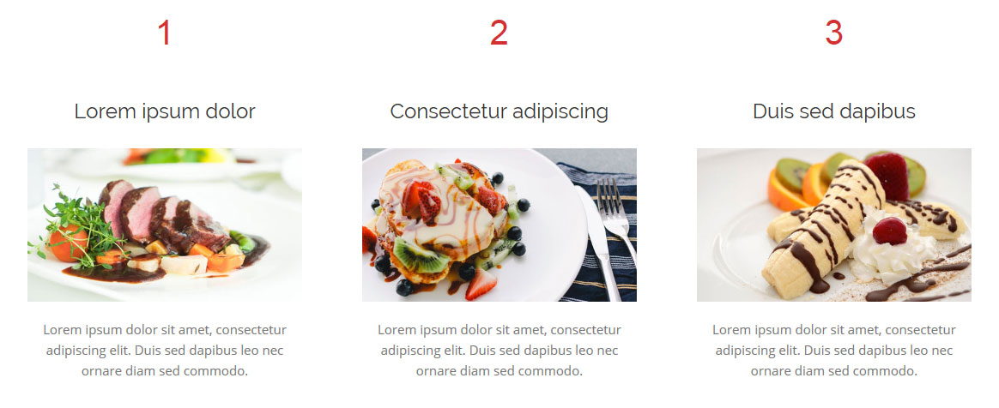 1
Lorem ipsum dolor
Lorem ipsum dolor sit amet, consectetur
adipiscing elit. Duis sed dapibus leo nec
ornare diam sed commodo.
2
Consectetur adipiscing
Lorem ipsum dolor sit amet, consectetur
adipiscing elit. Duis sed dapibus leo nec
ornare diam sed commodo.
3
Duis sed dapibus
Lorem ipsum dolor sit amet, consectetur
adipiscing elit. Duis sed dapibus leo nec
ornare diam sed commodo.